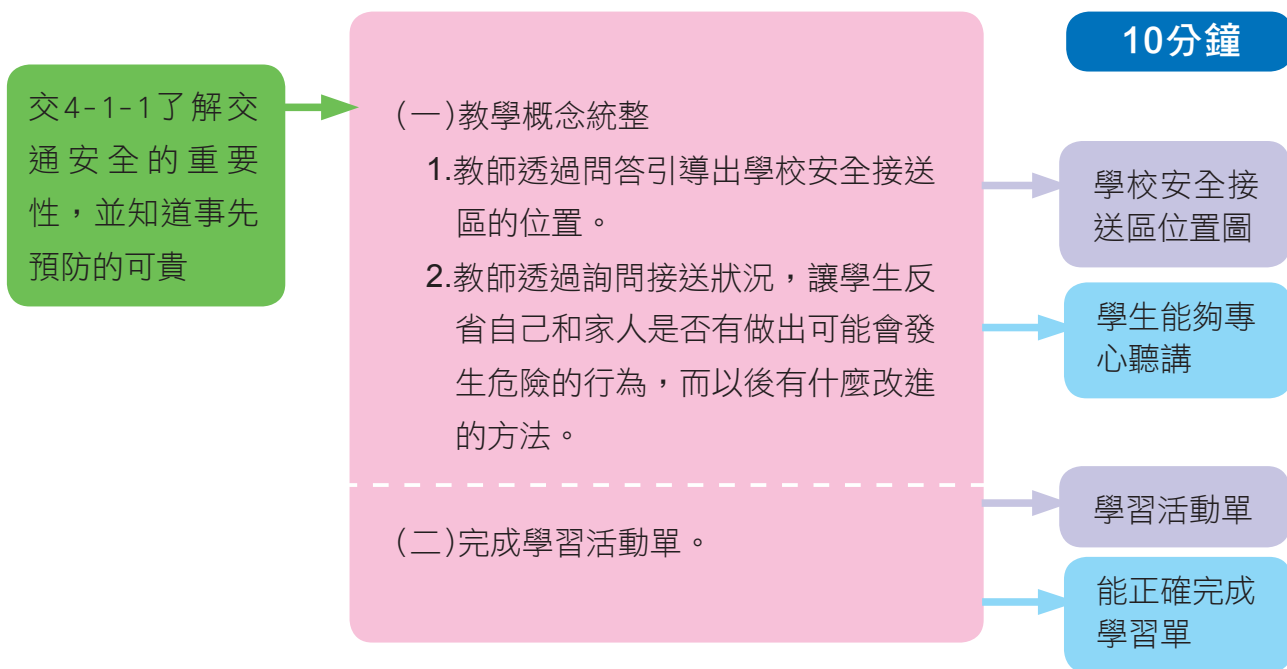 10分鐘
交4-1-1了解交
通安全的重要
性，並知道事先
預防的可貴
(一)教學概念統整
1.教師透過問答引導出學校安全接送
區的位置。
2.教師透過詢問接送狀況，讓學生反
省自己和家人是否有做出可能會發
生危險的行為，而以後有什麼改進
的方法。
(二)完成學習活動單。
學校安全接
送區位置圖
學生能夠專
心聽講
學習活動單
能正確完成
學習單